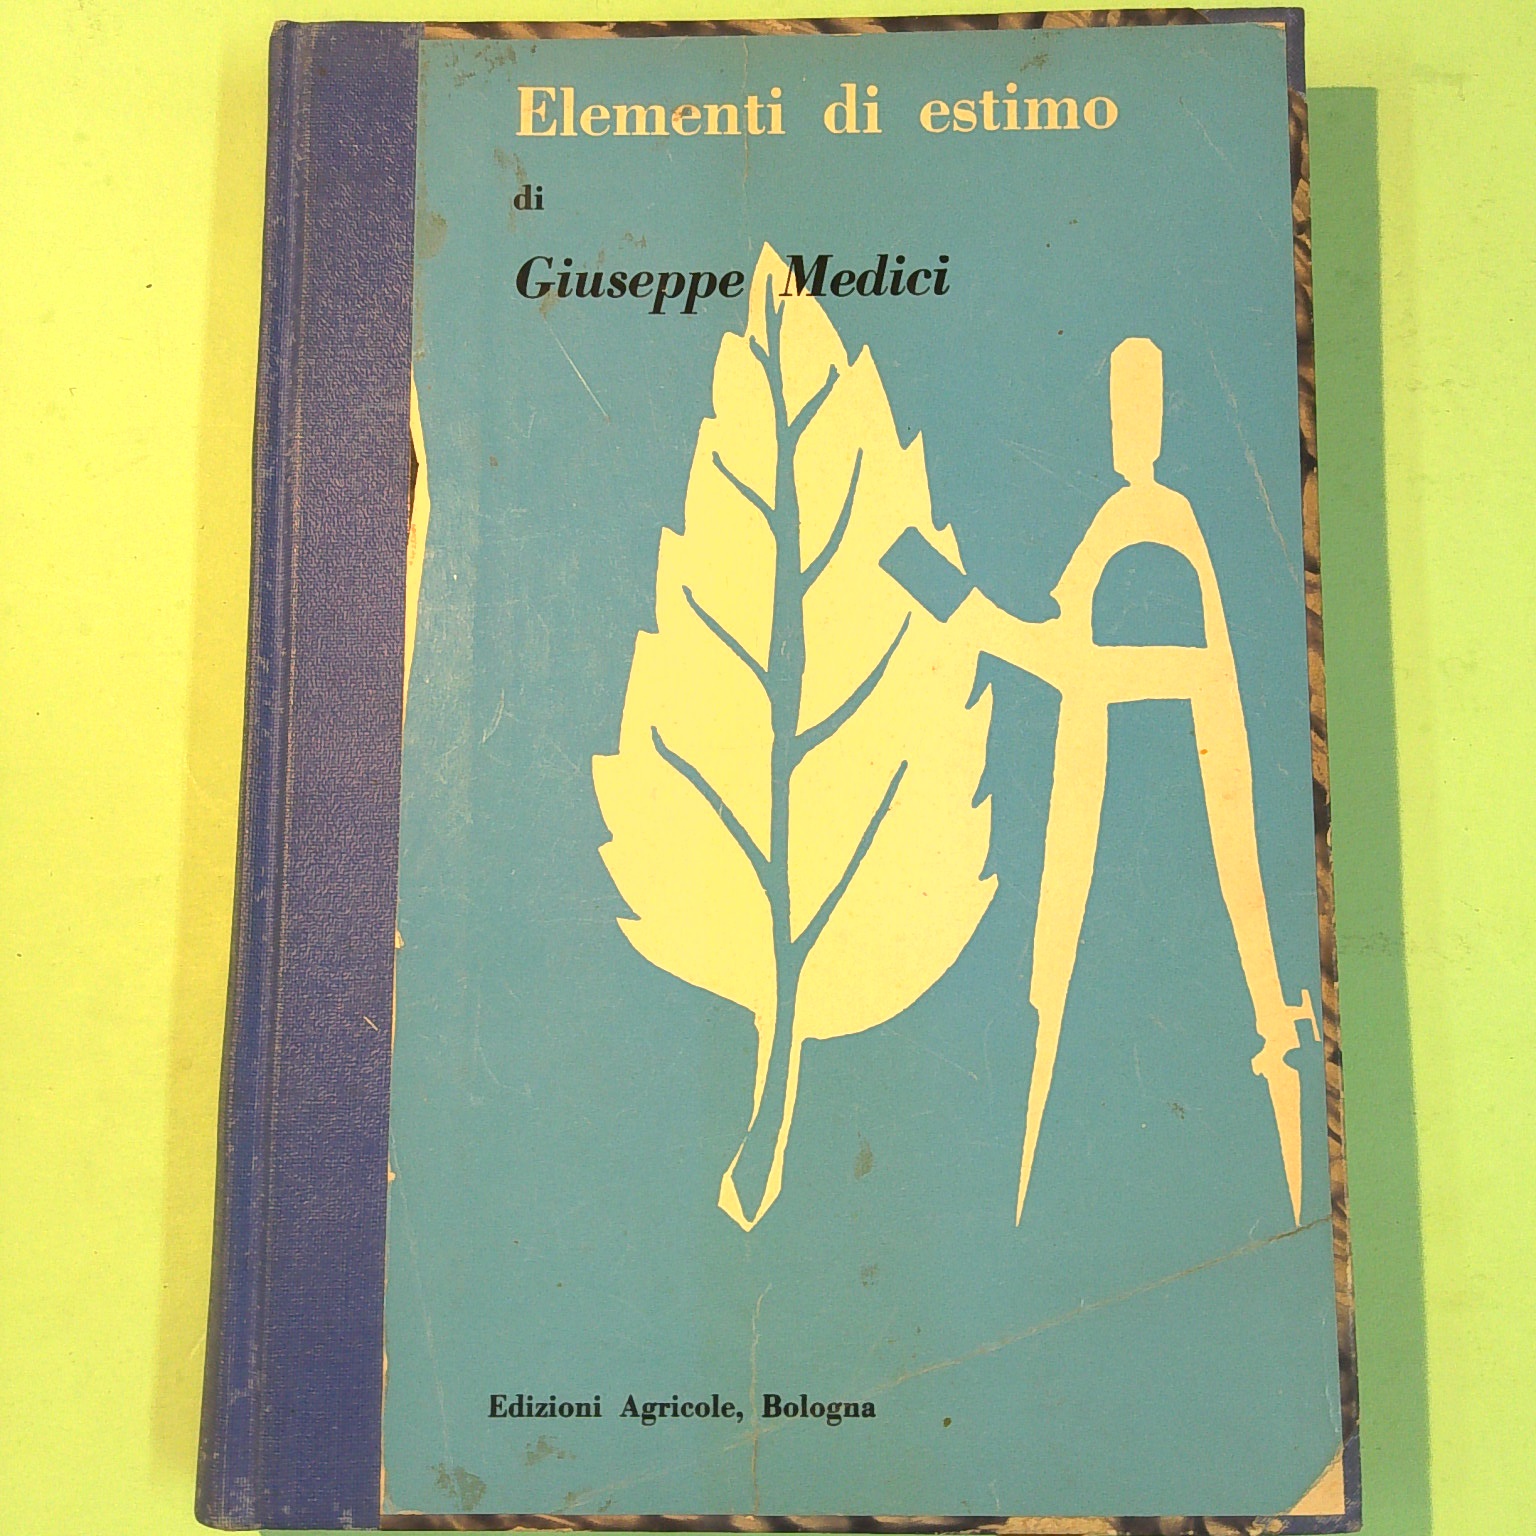 Elementi di estimo
di
Giuseppe Medici
Edizioni Agricole, Bologna